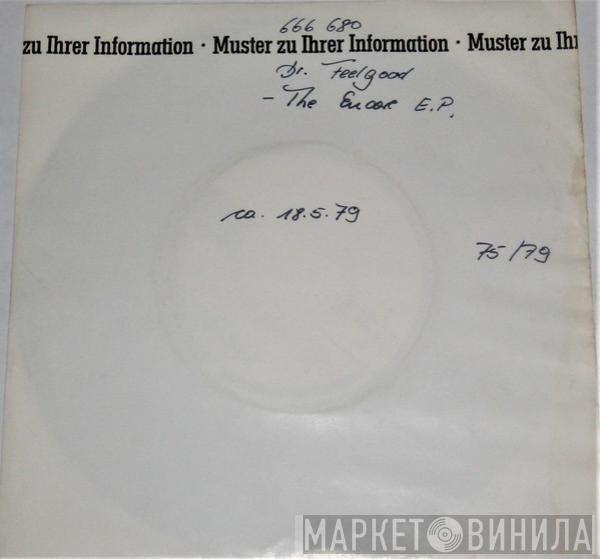 666 680
zu Ihrer Information · Muster zu Ihrer Information · Muster zu Ih
Dr. Feelgood
- The Encore E.P.
ca. 18.5.79
75/79
МАРКЕТ ВИНИЛА